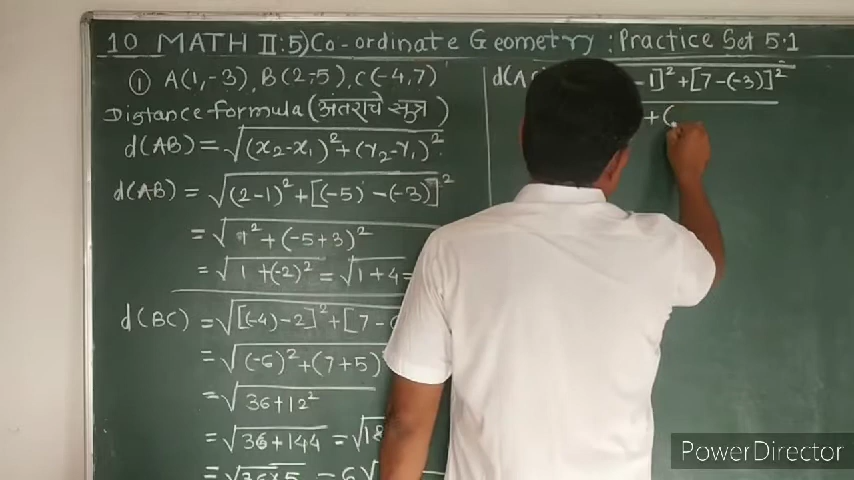 10 MATH II:5) Co-ordinate Geometry : Practice Set 5.1
① A(1,-3), B(2,-5), C(-4,7)
Distance formula (अंतराचे सूत्र)
d(AB) = √(x₂-x₁)²+(y₂-y₁)²
d(AB) = √(2-1)²+[(-5)-(-3)]²
= √1²+(-5+3)²
= √1+(-2)² = √1+4 =
d(BC) = √[(-4)-2]²+[7-
= √(-6)²+(7+5)
= √36+12²
= √36+144 = √18
= √36×5 = 6√
d(A
-1]²+[7-(-3)]²
+(
PowerDirector